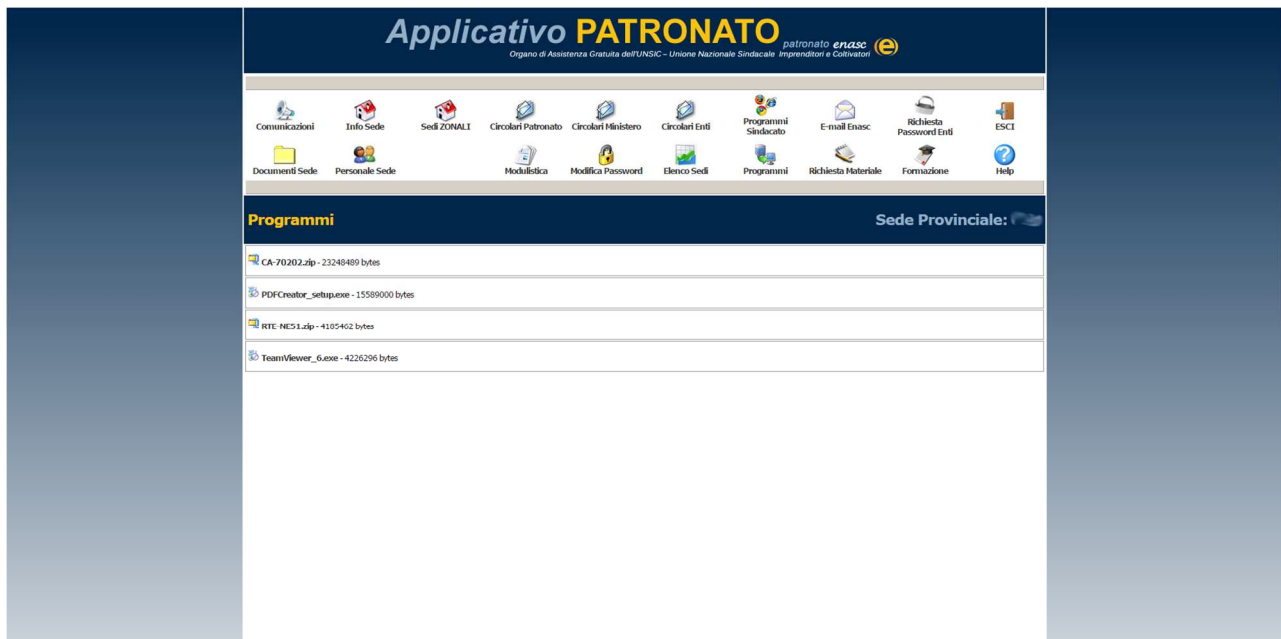 Applicativo PATRONATO
patronato enasc e
Organo di Assistenza Gratuita dell'UNSIC – Unione Nazionale Sindacale Imprenditori e Coltivatori
Comunicazioni Info Sede Sedi ZONALI Circolari Patronato Circolari Ministero Circolari Enti Programmi Sindacato E-mail Enasc Richiesta Password Enti ESCI
Documenti Sede Personale Sede Modulistica Modifica Password Elenco Sedi Programmi Richiesta Materiale Formazione Help
Programmi Sede Provinciale:
CA-70202.zip - 23248489 bytes
PDFCreator_setup.exe - 15589000 bytes
RTE-NE51.zip - 4105462 bytes
TeamViewer_6.exe - 4226296 bytes